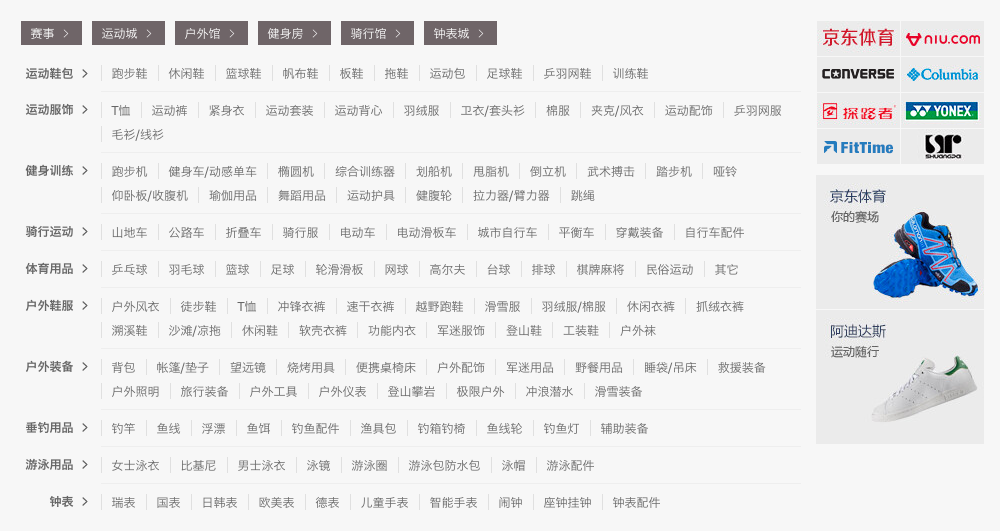 赛事 > 运动城 > 户外馆 > 健身房 > 骑行馆 > 钟表城 >
运动鞋包 > 跑步鞋 休闲鞋 篮球鞋 帆布鞋 板鞋 拖鞋 运动包 足球鞋 乒羽网鞋 训练鞋
运动服饰 > T恤 运动裤 紧身衣 运动套装 运动背心 羽绒服 卫衣/套头衫 棉服 夹克/风衣 运动配饰 乒羽网服
毛衫/线衫
健身训练 > 跑步机 健身车/动感单车 椭圆机 综合训练器 划船机 甩脂机 倒立机 武术搏击 踏步机 哑铃
仰卧板/收腹机 瑜伽用品 舞蹈用品 运动护具 健腹轮 拉力器/臂力器 跳绳
骑行运动 > 山地车 公路车 折叠车 骑行服 电动车 电动滑板车 城市自行车 平衡车 穿戴装备 自行车配件
体育用品 > 乒乓球 羽毛球 篮球 足球 轮滑滑板 网球 高尔夫 台球 排球 棋牌麻将 民俗运动 其它
户外鞋服 > 户外风衣 徒步鞋 T恤 冲锋衣裤 速干衣裤 越野跑鞋 滑雪服 羽绒服/棉服 休闲衣裤 抓绒衣裤
溯溪鞋 沙滩/凉拖 休闲鞋 软壳衣裤 功能内衣 军迷服饰 登山鞋 工装鞋 户外袜
户外装备 > 背包 帐篷/垫子 望远镜 烧烤用具 便携桌椅床 户外配饰 军迷用品 野餐用品 睡袋/吊床 救援装备
户外照明 旅行装备 户外工具 户外仪表 登山攀岩 极限户外 冲浪潜水 滑雪装备
垂钓用品 > 钓竿 鱼线 浮漂 鱼饵 钓鱼配件 渔具包 钓箱钓椅 鱼线轮 钓鱼灯 辅助装备
游泳用品 > 女士泳衣 比基尼 男士泳衣 泳镜 游泳圈 游泳包防水包 泳帽 游泳配件
钟表 > 瑞表 国表 日韩表 欧美表 德表 儿童手表 智能手表 闹钟 座钟挂钟 钟表配件
京东体育 niu.com
CONVERSE Columbia
探路者 YONEX
FitTime SHUANGPAI
京东体育
你的赛场
阿迪达斯
运动随行